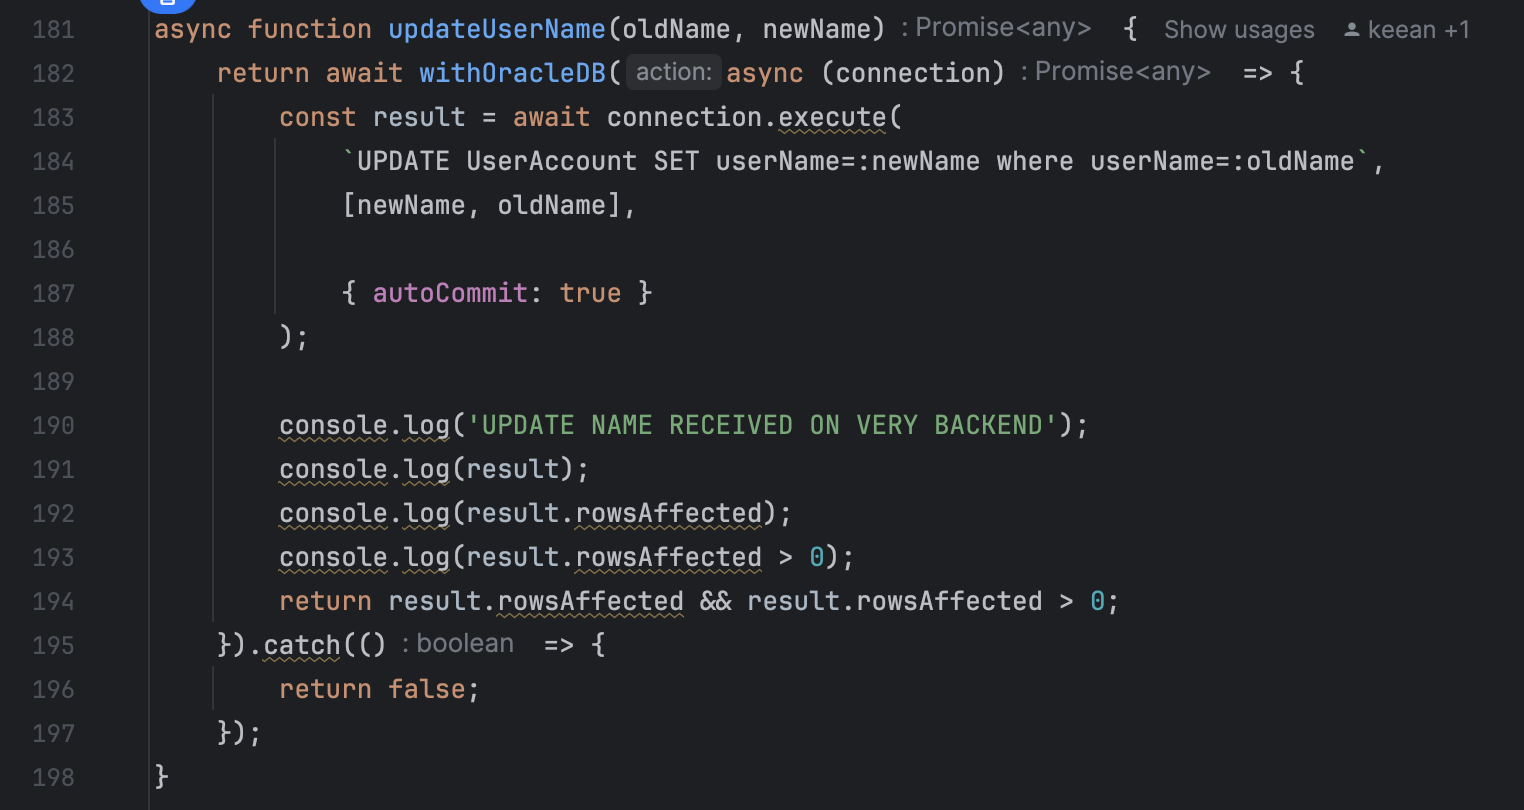 181 async function updateUserName(oldName, newName) : Promise<any> { Show usages keean +1
182 return await withOracleDB( action: async (connection) : Promise<any> => {
183 const result = await connection.execute(
184 `UPDATE UserAccount SET userName=:newName where userName=:oldName`,
185 [newName, oldName],
186
187 { autoCommit: true }
188 );
189
190 console.log('UPDATE NAME RECEIVED ON VERY BACKEND');
191 console.log(result);
192 console.log(result.rowsAffected);
193 console.log(result.rowsAffected > 0);
194 return result.rowsAffected && result.rowsAffected > 0;
195 }).catch(() : boolean => {
196 return false;
197 });
198 }